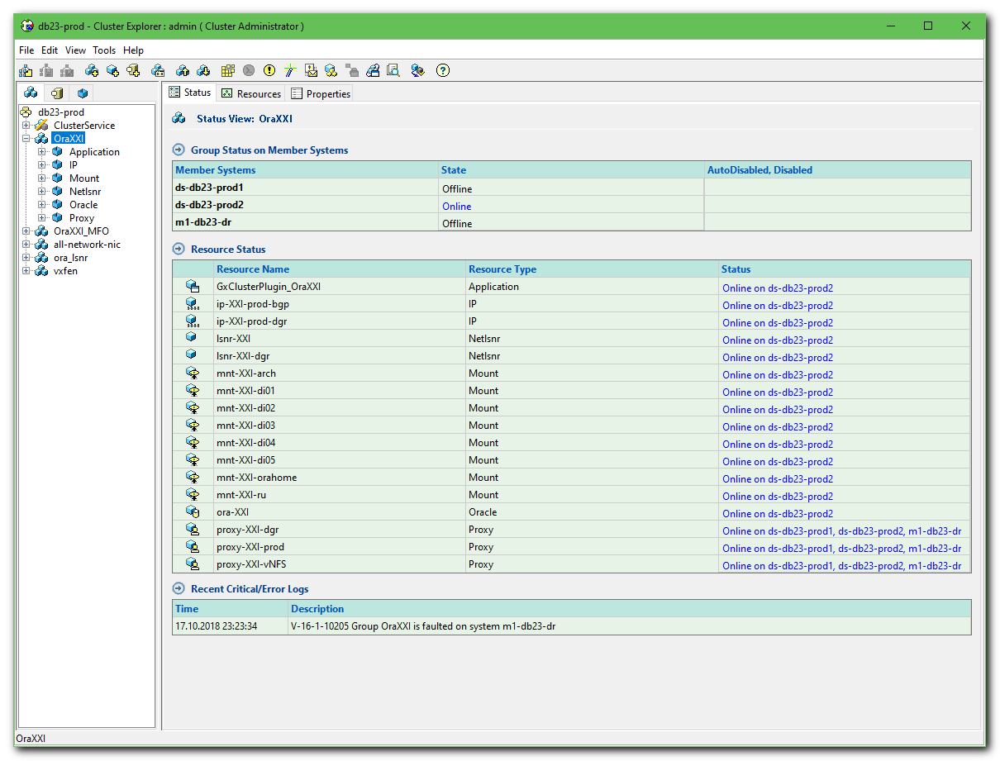 db23-prod - Cluster Explorer : admin ( Cluster Administrator )
File Edit View Tools Help
Status Resources Properties
db23-prod
ClusterService
OraXXI
Application
IP
Mount
Netlsnr
Oracle
Proxy
OraXXI_MFO
all-network-nic
ora_lsnr
vxfen
Status View: OraXXI
Group Status on Member Systems
Member Systems State AutoDisabled, Disabled
ds-db23-prod1 Offline
ds-db23-prod2 Online
m1-db23-dr Offline
Resource Status
Resource Name Resource Type Status
GxClusterPlugin_OraXXI Application Online on ds-db23-prod2
ip-XXI-prod-bgp IP Online on ds-db23-prod2
ip-XXI-prod-dgr IP Online on ds-db23-prod2
lsnr-XXI Netlsnr Online on ds-db23-prod2
lsnr-XXI-dgr Netlsnr Online on ds-db23-prod2
mnt-XXI-arch Mount Online on ds-db23-prod2
mnt-XXI-di01 Mount Online on ds-db23-prod2
mnt-XXI-di02 Mount Online on ds-db23-prod2
mnt-XXI-di03 Mount Online on ds-db23-prod2
mnt-XXI-di04 Mount Online on ds-db23-prod2
mnt-XXI-di05 Mount Online on ds-db23-prod2
mnt-XXI-orahome Mount Online on ds-db23-prod2
mnt-XXI-ru Mount Online on ds-db23-prod2
ora-XXI Oracle Online on ds-db23-prod2
proxy-XXI-dgr Proxy Online on ds-db23-prod1, ds-db23-prod2, m1-db23-dr
proxy-XXI-prod Proxy Online on ds-db23-prod1, ds-db23-prod2, m1-db23-dr
proxy-XXI-vNFS Proxy Online on ds-db23-prod1, ds-db23-prod2, m1-db23-dr
Recent Critical/Error Logs
Time Description
17.10.2018 23:23:34 V-16-1-10205 Group OraXXI is faulted on system m1-db23-dr
OraXXI